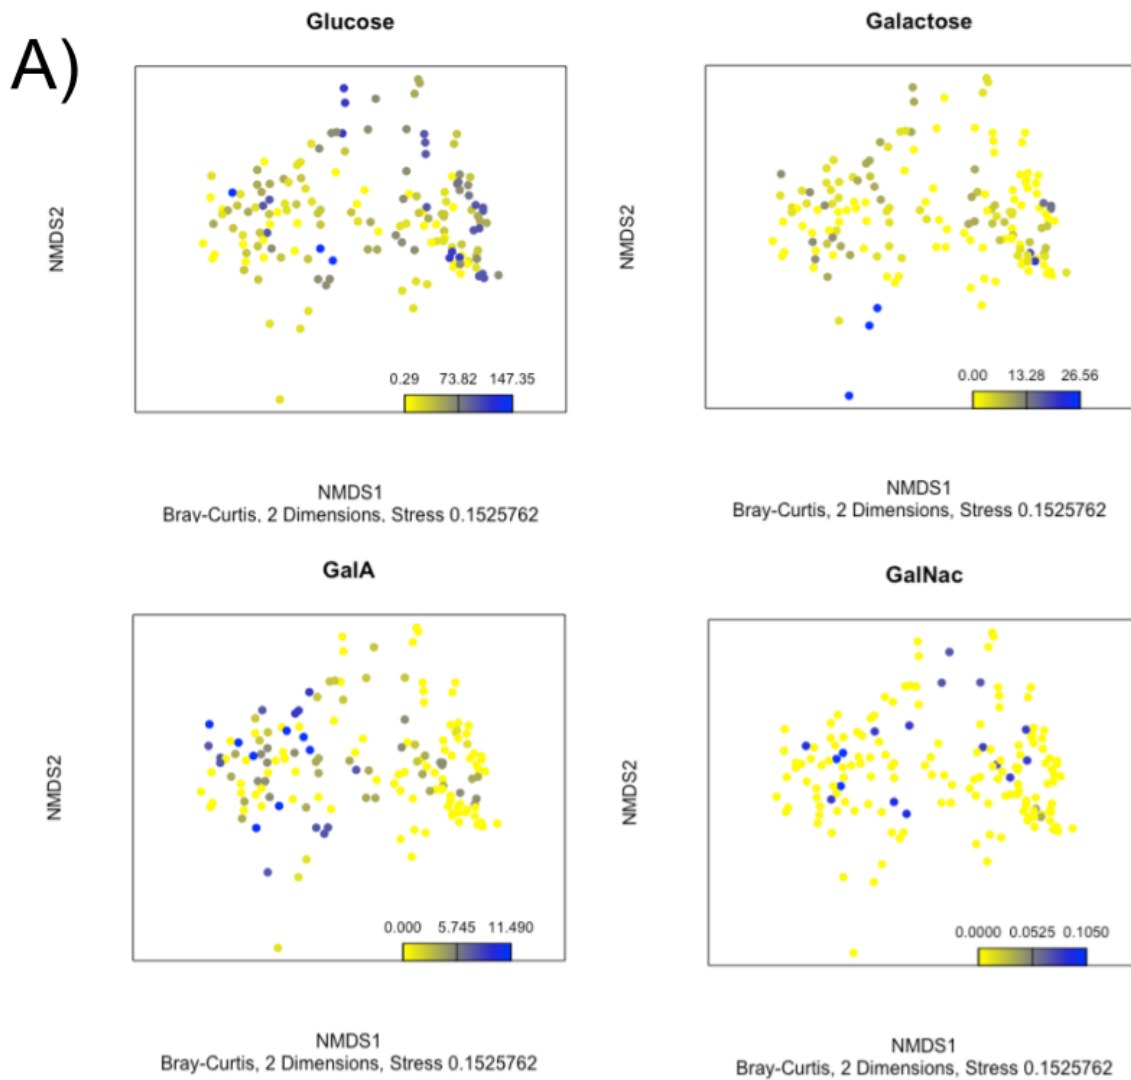 A)
Glucose
NMDS2
0.29 73.82 147.35
NMDS1
Bray-Curtis, 2 Dimensions, Stress 0.1525762
Galactose
NMDS2
0.00 13.28 26.56
NMDS1
Bray-Curtis, 2 Dimensions, Stress 0.1525762
GalA
NMDS2
0.000 5.745 11.490
NMDS1
Bray-Curtis, 2 Dimensions, Stress 0.1525762
GalNac
NMDS2
0.0000 0.0525 0.1050
NMDS1
Bray-Curtis, 2 Dimensions, Stress 0.1525762